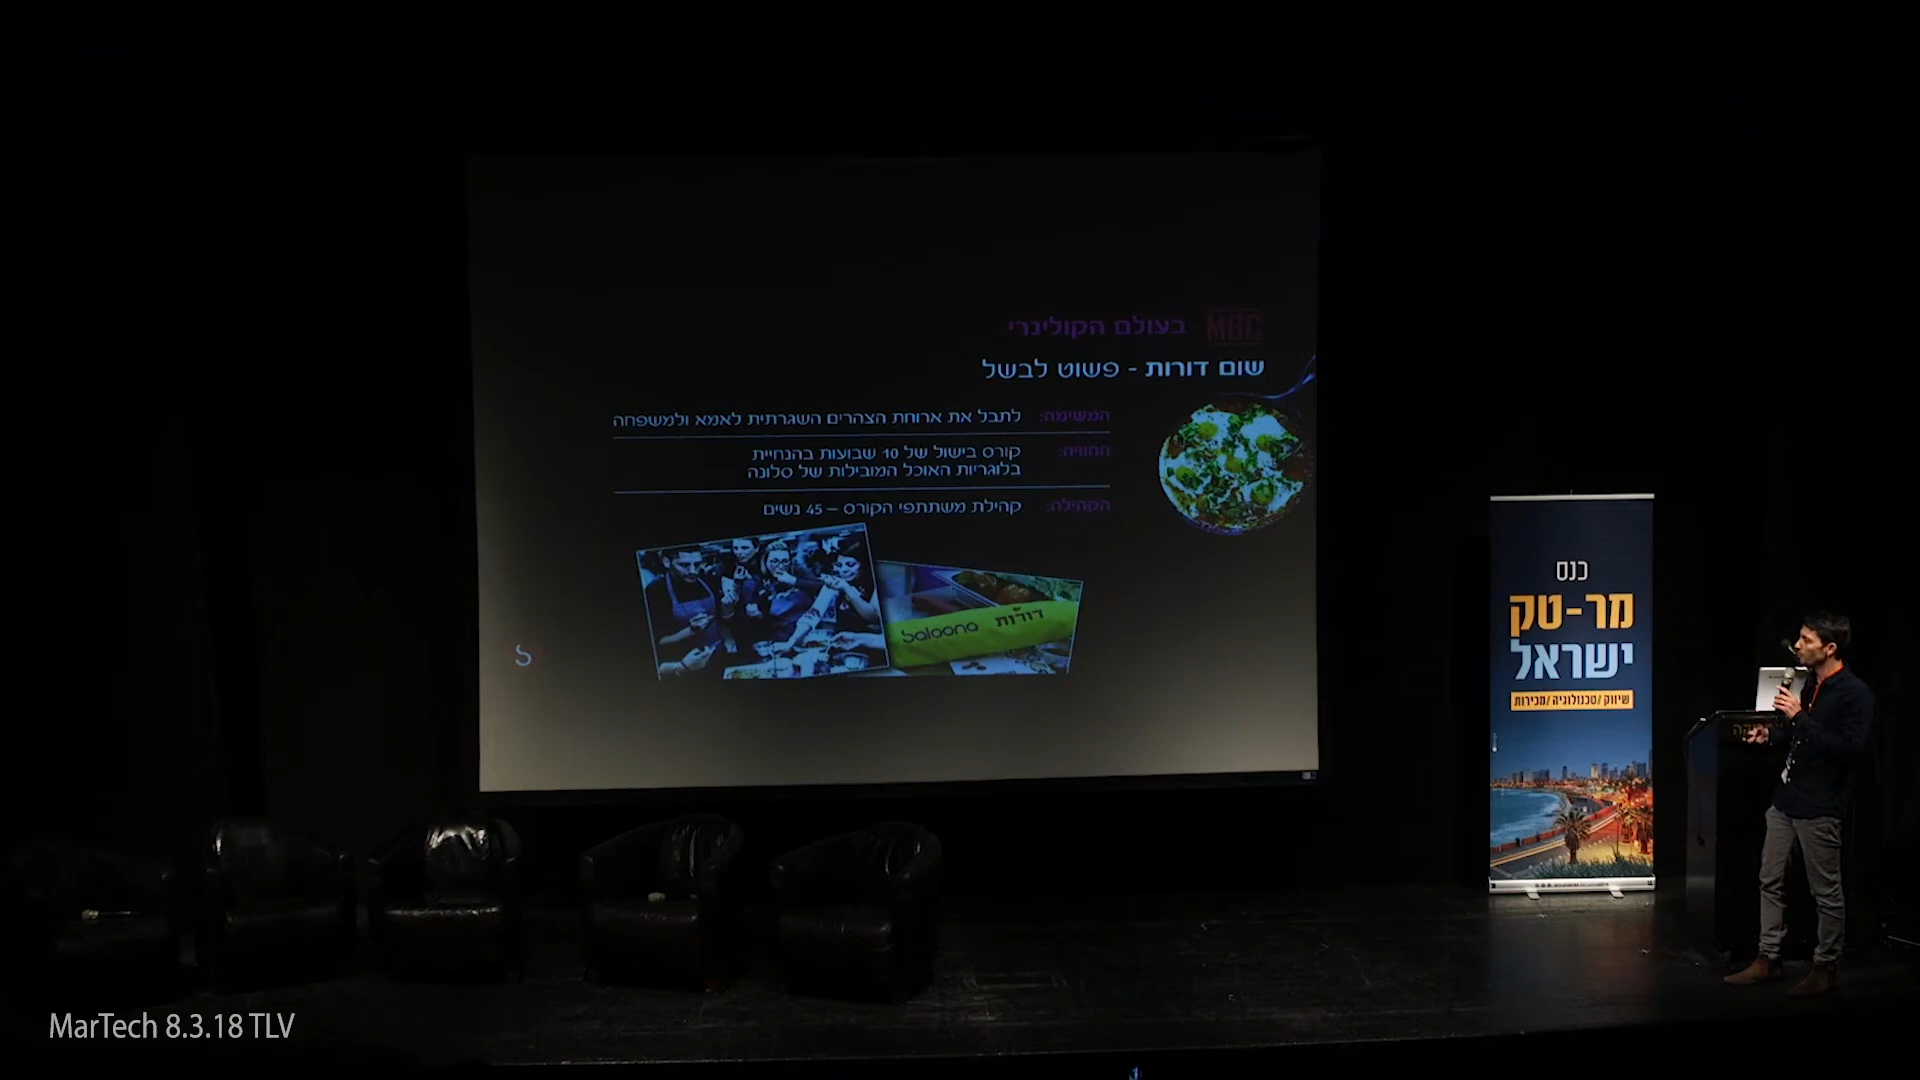 MBC בעולם הקולינרי
שום דורות - פשוט לבשל
המשימה: לתבל את ארוחת הצהרים השגרתית לאמא ולמשפחה
החוויה: קורס בישול של 10 שבועות בהנחיית
בלוגריות האוכל המובילות של סלונה
הקהילה: קהילת משתתפי הקורס – 45 נשים
Saloona דורות
כנס
מר-טק
ישראל
שיווק/טכנולוגיה/מכירות
MarTech 8.3.18 TLV